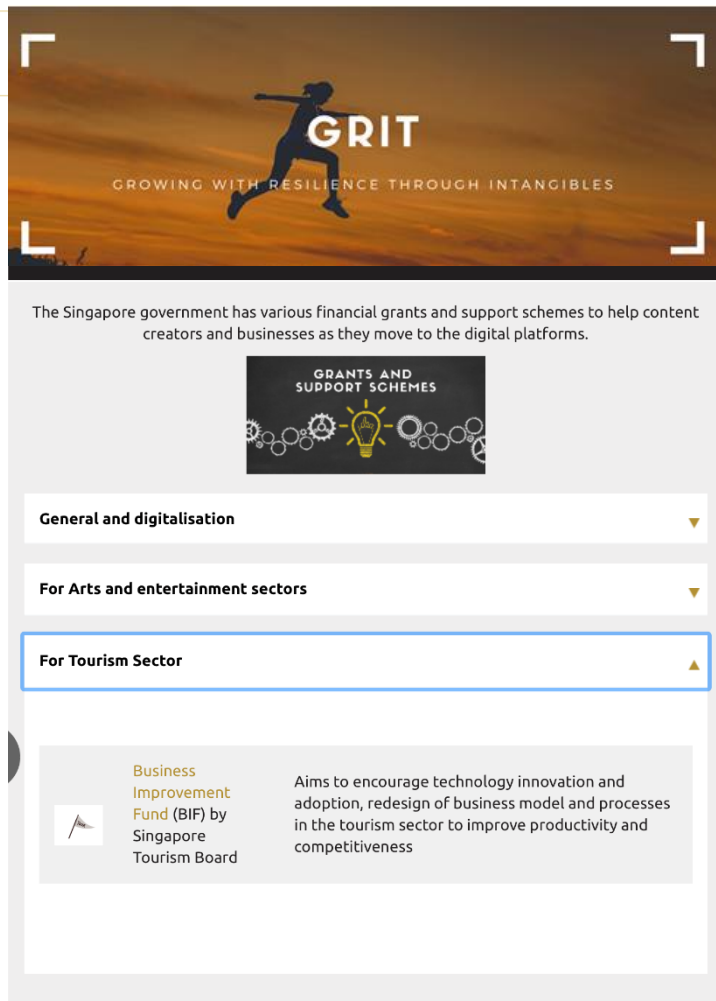 GRIT
GROWING WITH RESILIENCE THROUGH INTANGIBLES
The Singapore government has various financial grants and support schemes to help content
creators and businesses as they move to the digital platforms.
GRANTS AND
SUPPORT SCHEMES
General and digitalisation
For Arts and entertainment sectors
For Tourism Sector
Business
Improvement
Fund (BIF) by
Singapore
Tourism Board
Aims to encourage technology innovation and
adoption, redesign of business model and processes
in the tourism sector to improve productivity and
competitiveness